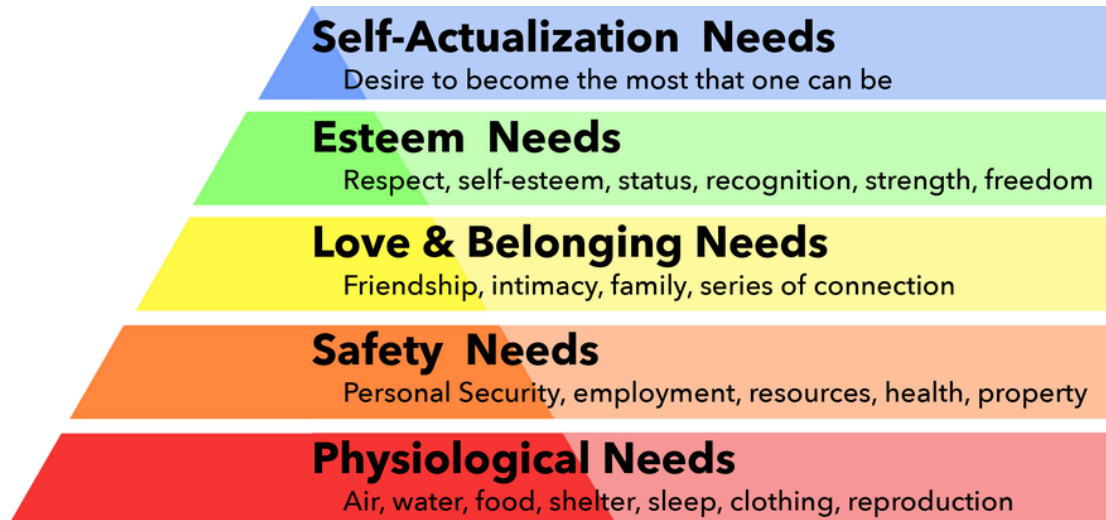 Self-Actualization Needs
Desire to become the most that one can be
Esteem Needs
Respect, self-esteem, status, recognition, strength, freedom
Love & Belonging Needs
Friendship, intimacy, family, series of connection
Safety Needs
Personal Security, employment, resources, health, property
Physiological Needs
Air, water, food, shelter, sleep, clothing, reproduction